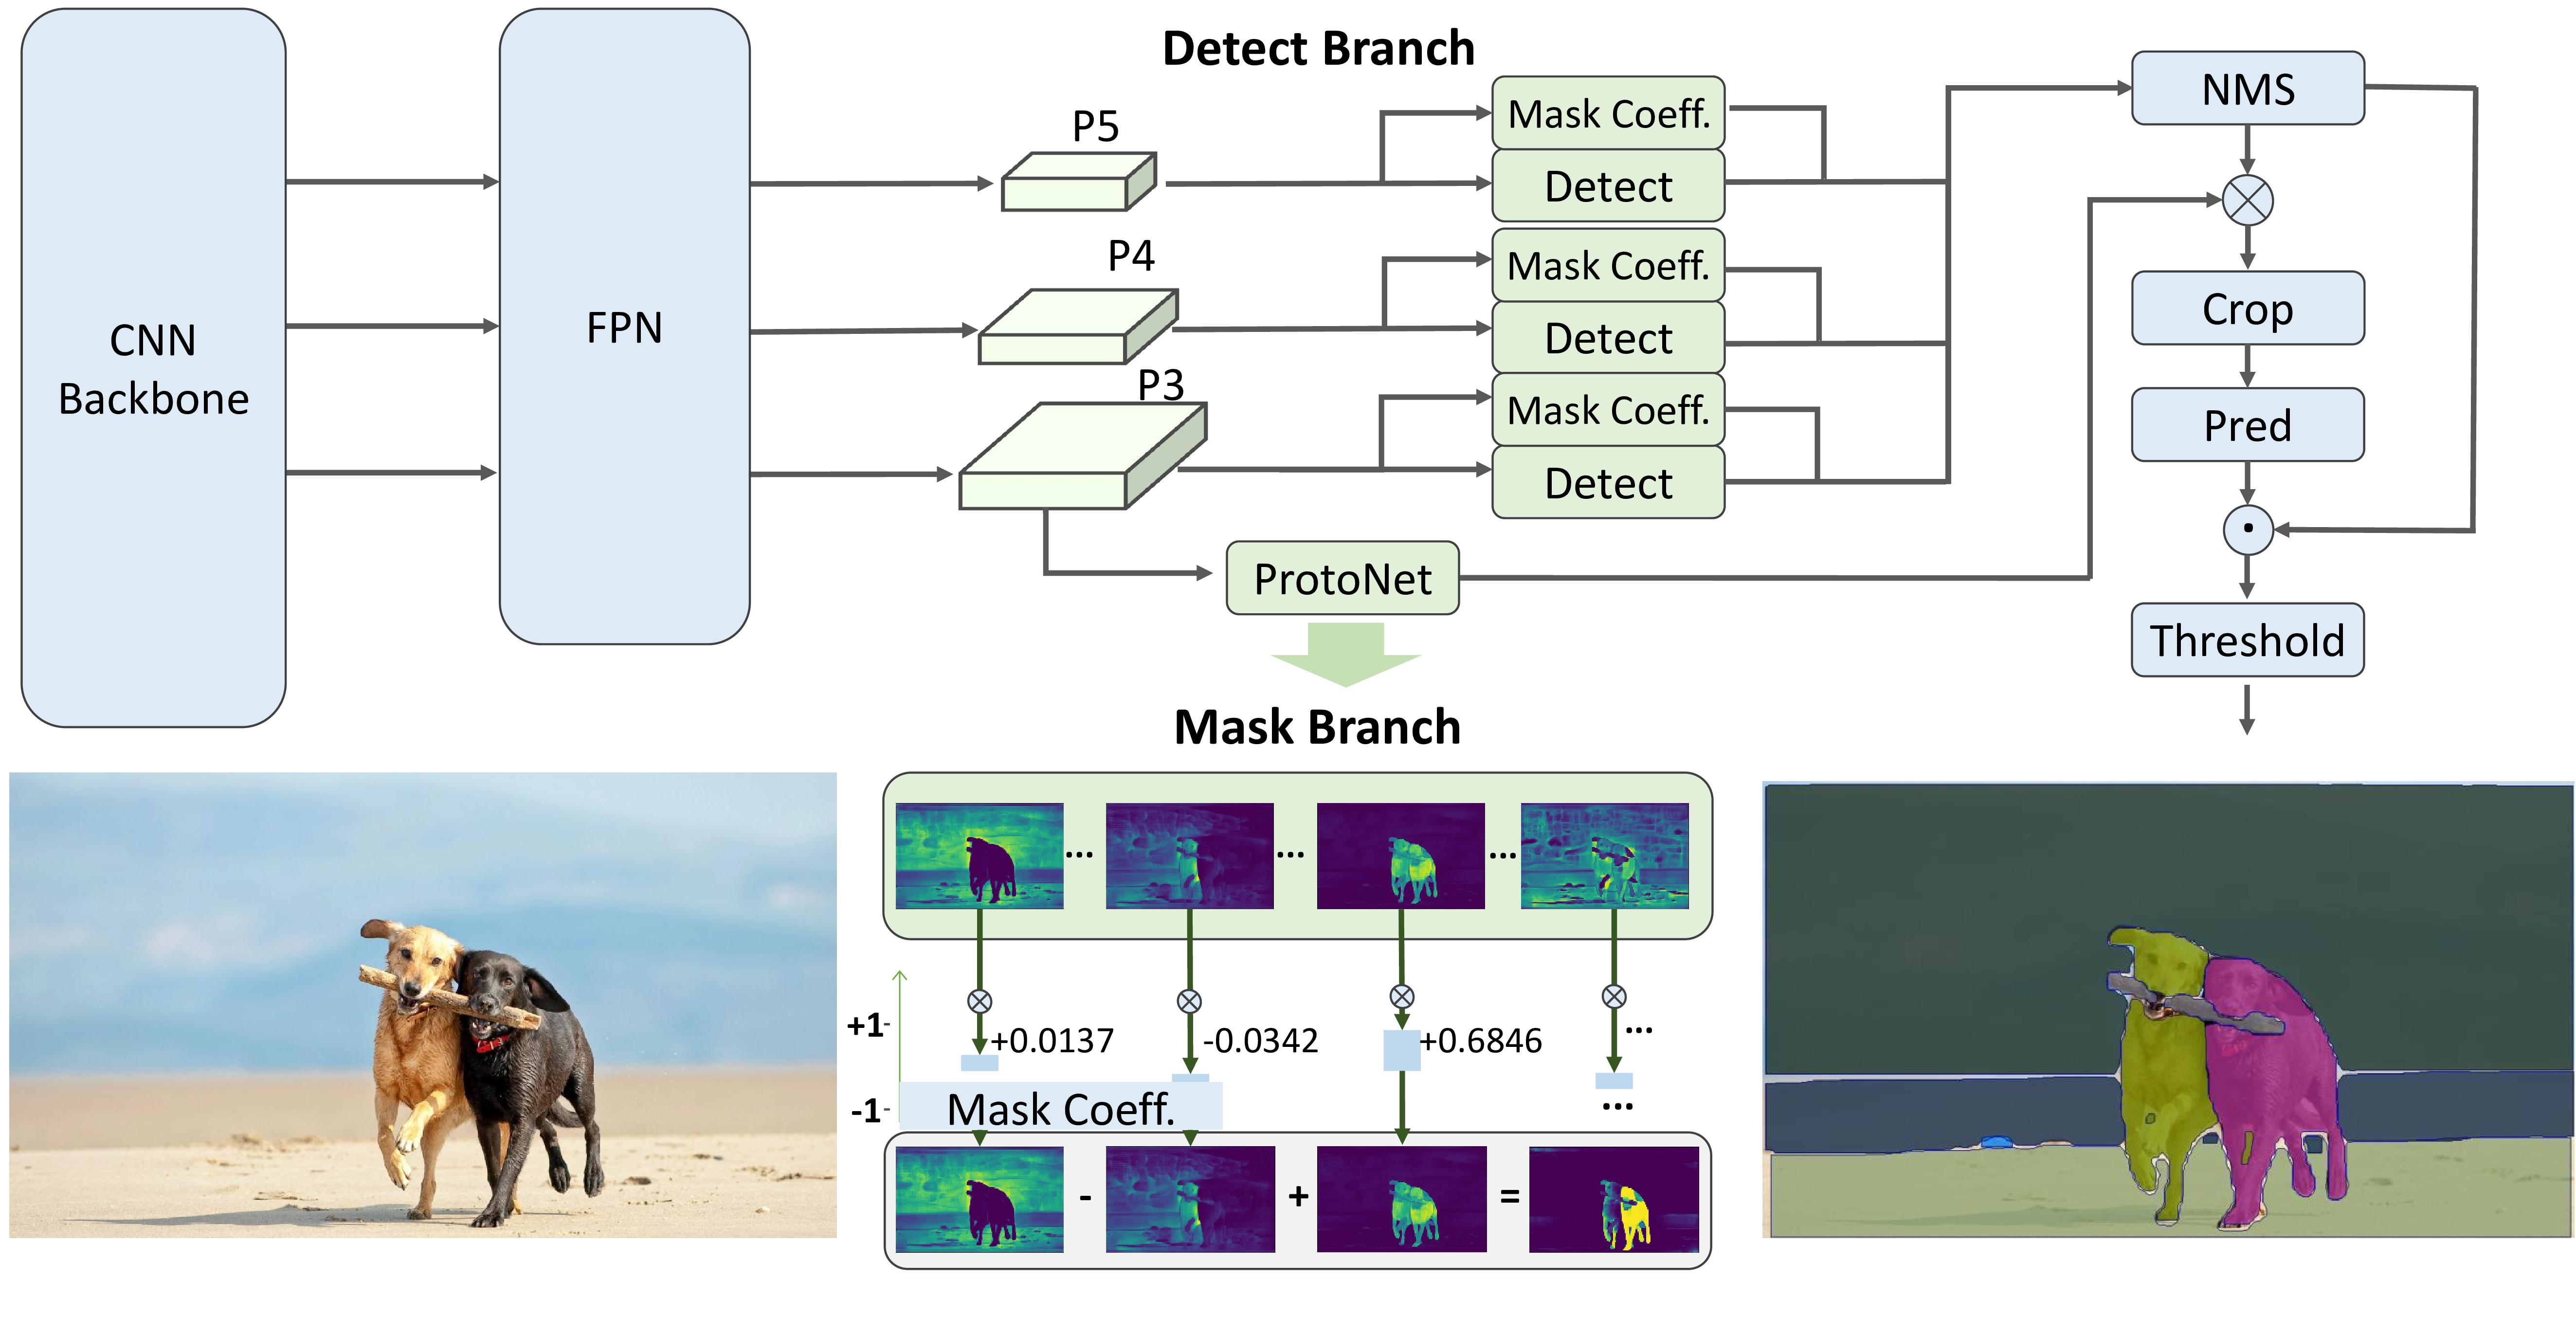 Detect Branch
CNN
Backbone
FPN
P5
P4
P3
Mask Coeff.
Detect
Mask Coeff.
Detect
Mask Coeff.
Detect
ProtoNet
NMS
Crop
Pred
Threshold
Mask Branch
... ... ...
+1-
-1-
+0.0137
-0.0342
+0.6846
...
...
Mask Coeff.
- + =